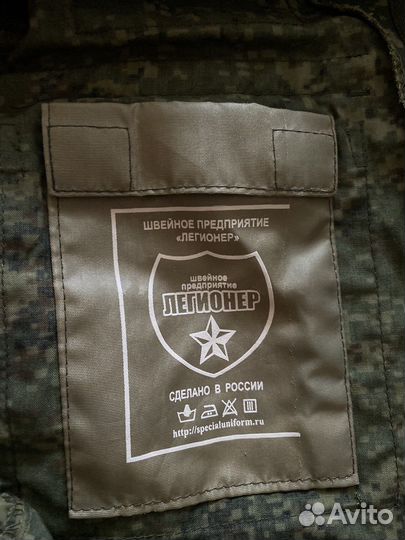 ШВЕЙНОЕ ПРЕДПРИЯТИЕ
«ЛЕГИОНЕР»
швейное
предприятие
ЛЕГИОНЕР
СДЕЛАНО В РОССИИ
http://specialuniform.ru
Avito